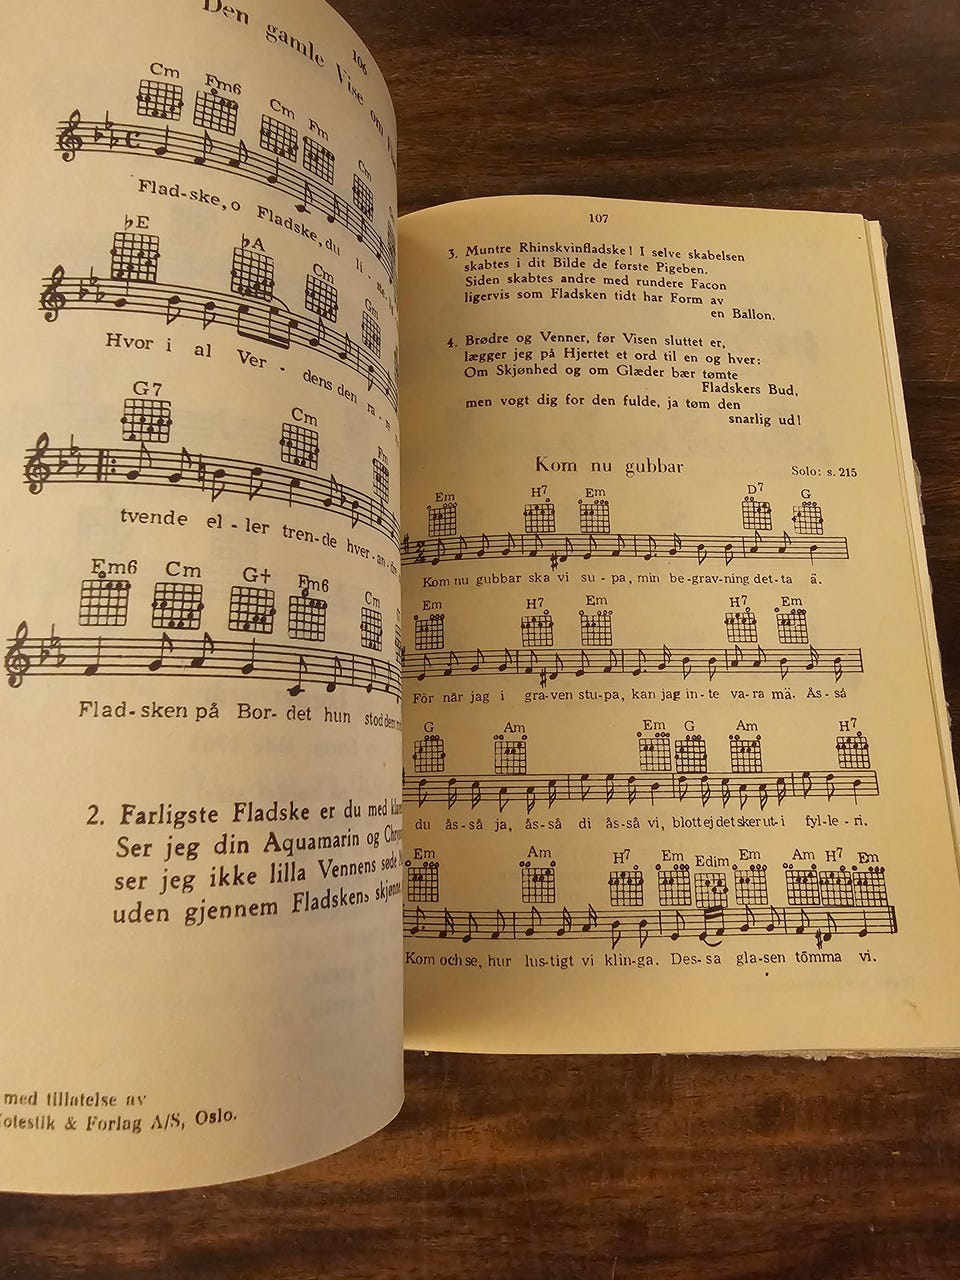 Den gamle Vise om
106
Cm Fm6 Cm Fm Cm
Flad-ske, o Fladske, du li -
♭E ♭A Cm Gm
Hvor i al Ver - dens den ra -
G7 Cm Fm
tvende el - ler tren-de hver-an-
Fm6 Cm G+ Fm6 Cm
Flad-sken på Bor-det hun stod
2. Farligste Fladske er du med
Ser jeg din Aquamarin og
ser jeg ikke lilla Vennens søde
uden gjennem Fladskens
med tillatelse av
& Forlag A/S, Oslo.
107
3. Muntre Rhinskvinfladske! I selve skabelsen
skabtes i dit Bilde de første Pigeben.
Siden skabtes andre med rundere Facon
ligervis som Fladsken tidt har Form av
en Ballon.
4. Brødre og Venner, før Visen sluttet er,
lægger jeg på Hjertet et ord til en og hver:
Om Skjønhed og om Glæder bær tømte
Fladskers Bud,
men vogt dig for den fulde, ja tøm den
snarlig ud!
Kom nu gubbar
Solo: s. 215
Em H7 Em D7 G
Kom nu gubbar ska vi su - pa, min be-grav-ning det-ta ä.
Em H7 Em H7 Em
För när jag i gra-ven stu-pa, kan jag in-te va-ra mä. As-så
G Am Em G Am H7
du ås-så ja, ås-så di ås-så vi, blott ej det sker ut-i fyl-le-ri.
Em Am H7 Em Edim Em Am H7 Em
Kom och se, hur lus-tigt vi klin-ga. Des-sa gla-sen tömma vi.